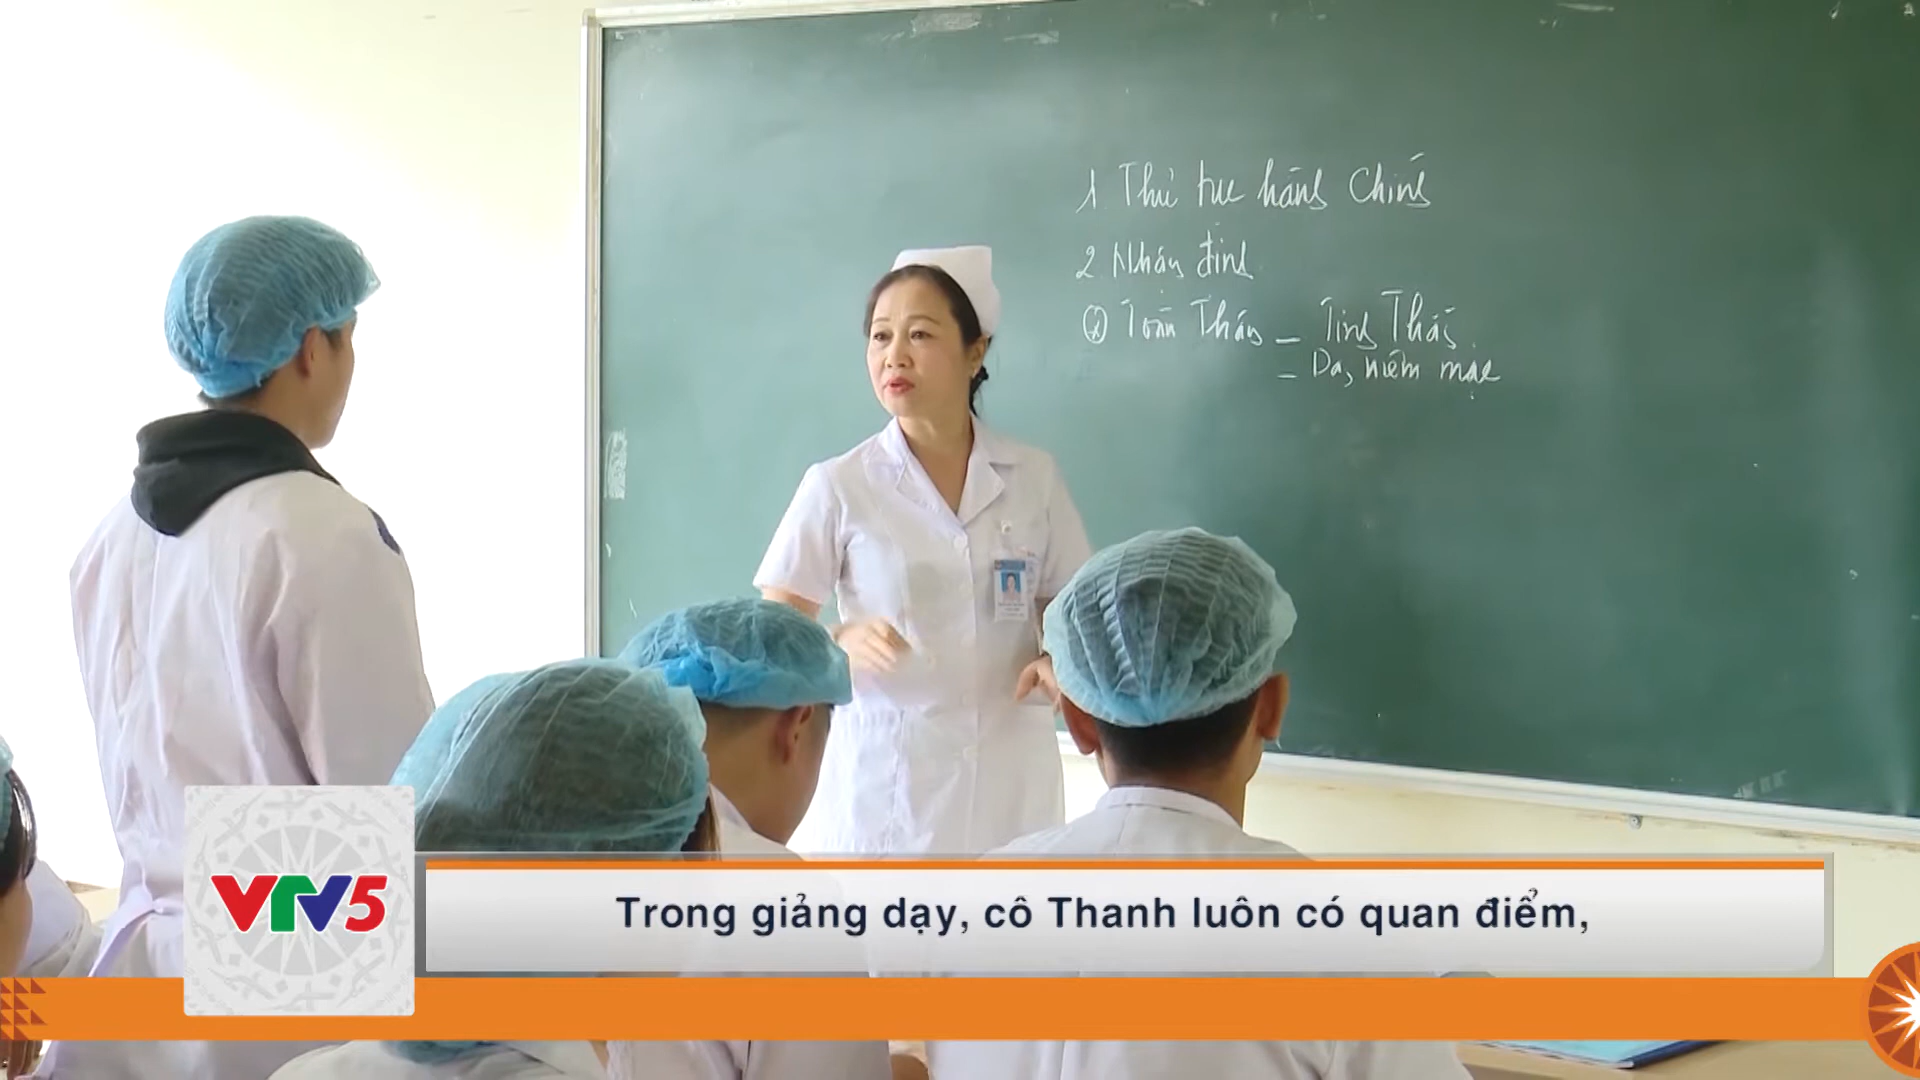 1. Thủ tục hành chính
2. Nhận định
Toàn thân – Tinh thần
– Da, niêm mạc
VTV5
Trong giảng dạy, cô Thanh luôn có quan điểm,